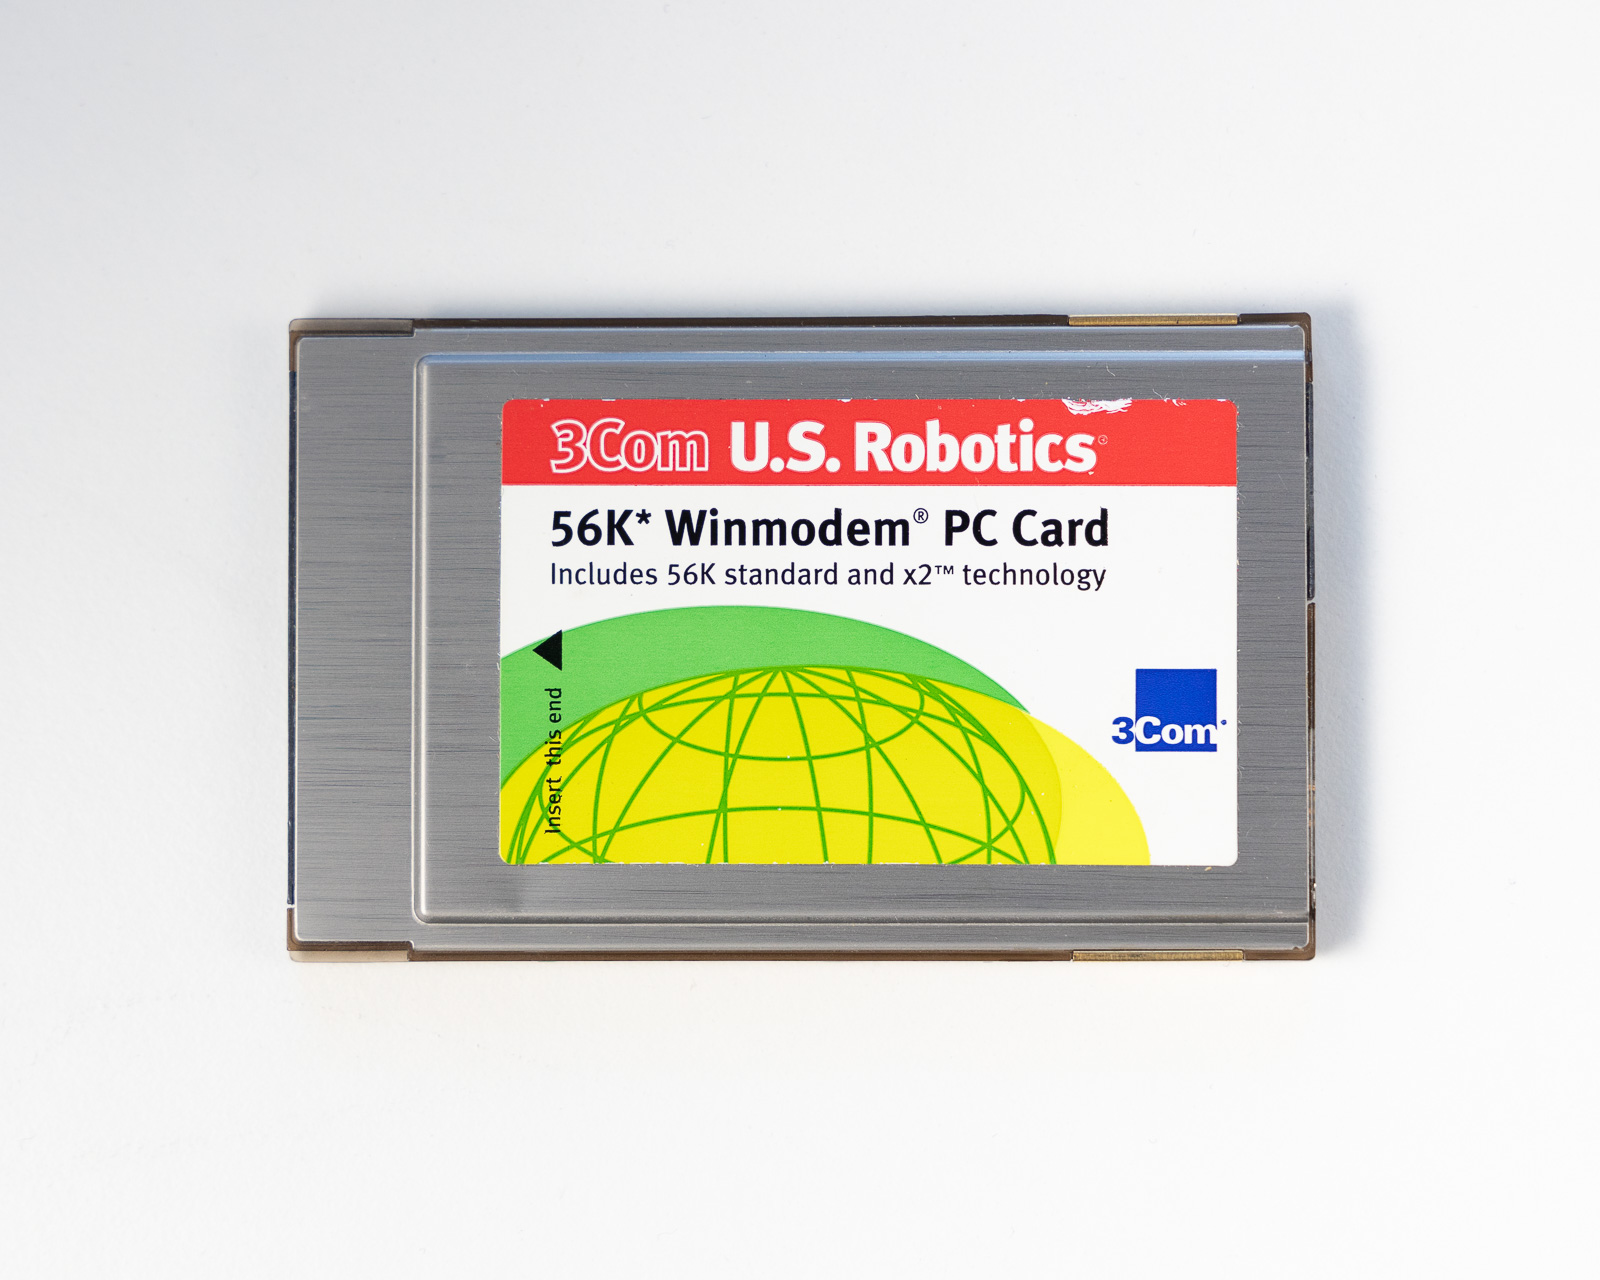 3Com U.S. Robotics®
56K* Winmodem® PC Card
Includes 56K standard and x2™ technology
Insert this end
3Com®